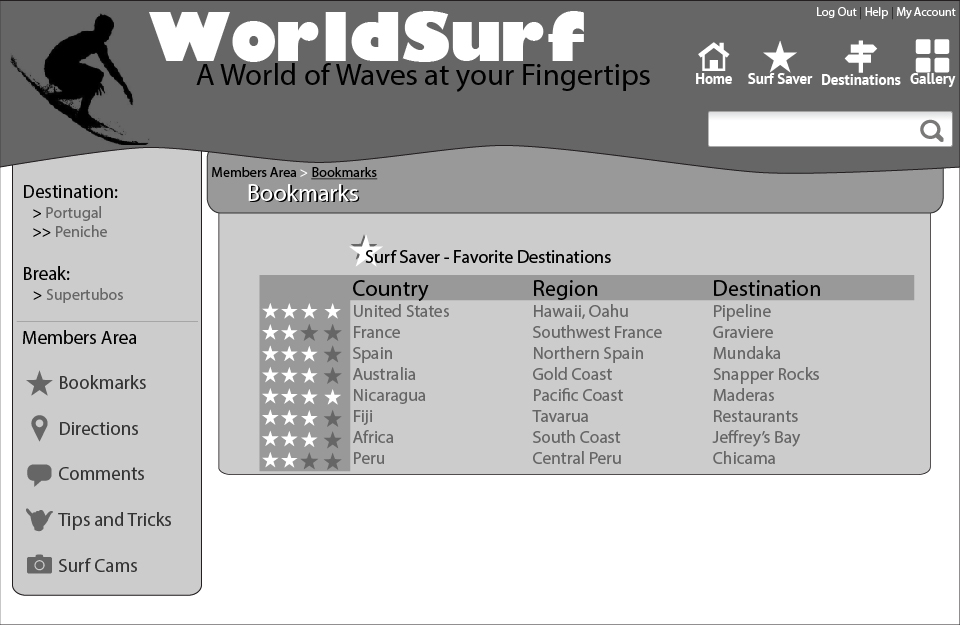 WorldSurf
A World of Waves at your Fingertips
Log Out | Help | My Account
Home Surf Saver Destinations Gallery
Members Area > Bookmarks
Bookmarks
Destination:
> Portugal
>> Peniche
Break:
> Supertubos
Members Area
Bookmarks
Directions
Comments
Tips and Tricks
Surf Cams
Surf Saver - Favorite Destinations
Country Region Destination
United States Hawaii, Oahu Pipeline
France Southwest France Graviere
Spain Northern Spain Mundaka
Australia Gold Coast Snapper Rocks
Nicaragua Pacific Coast Maderas
Fiji Tavarua Restaurants
Africa South Coast Jeffrey's Bay
Peru Central Peru Chicama